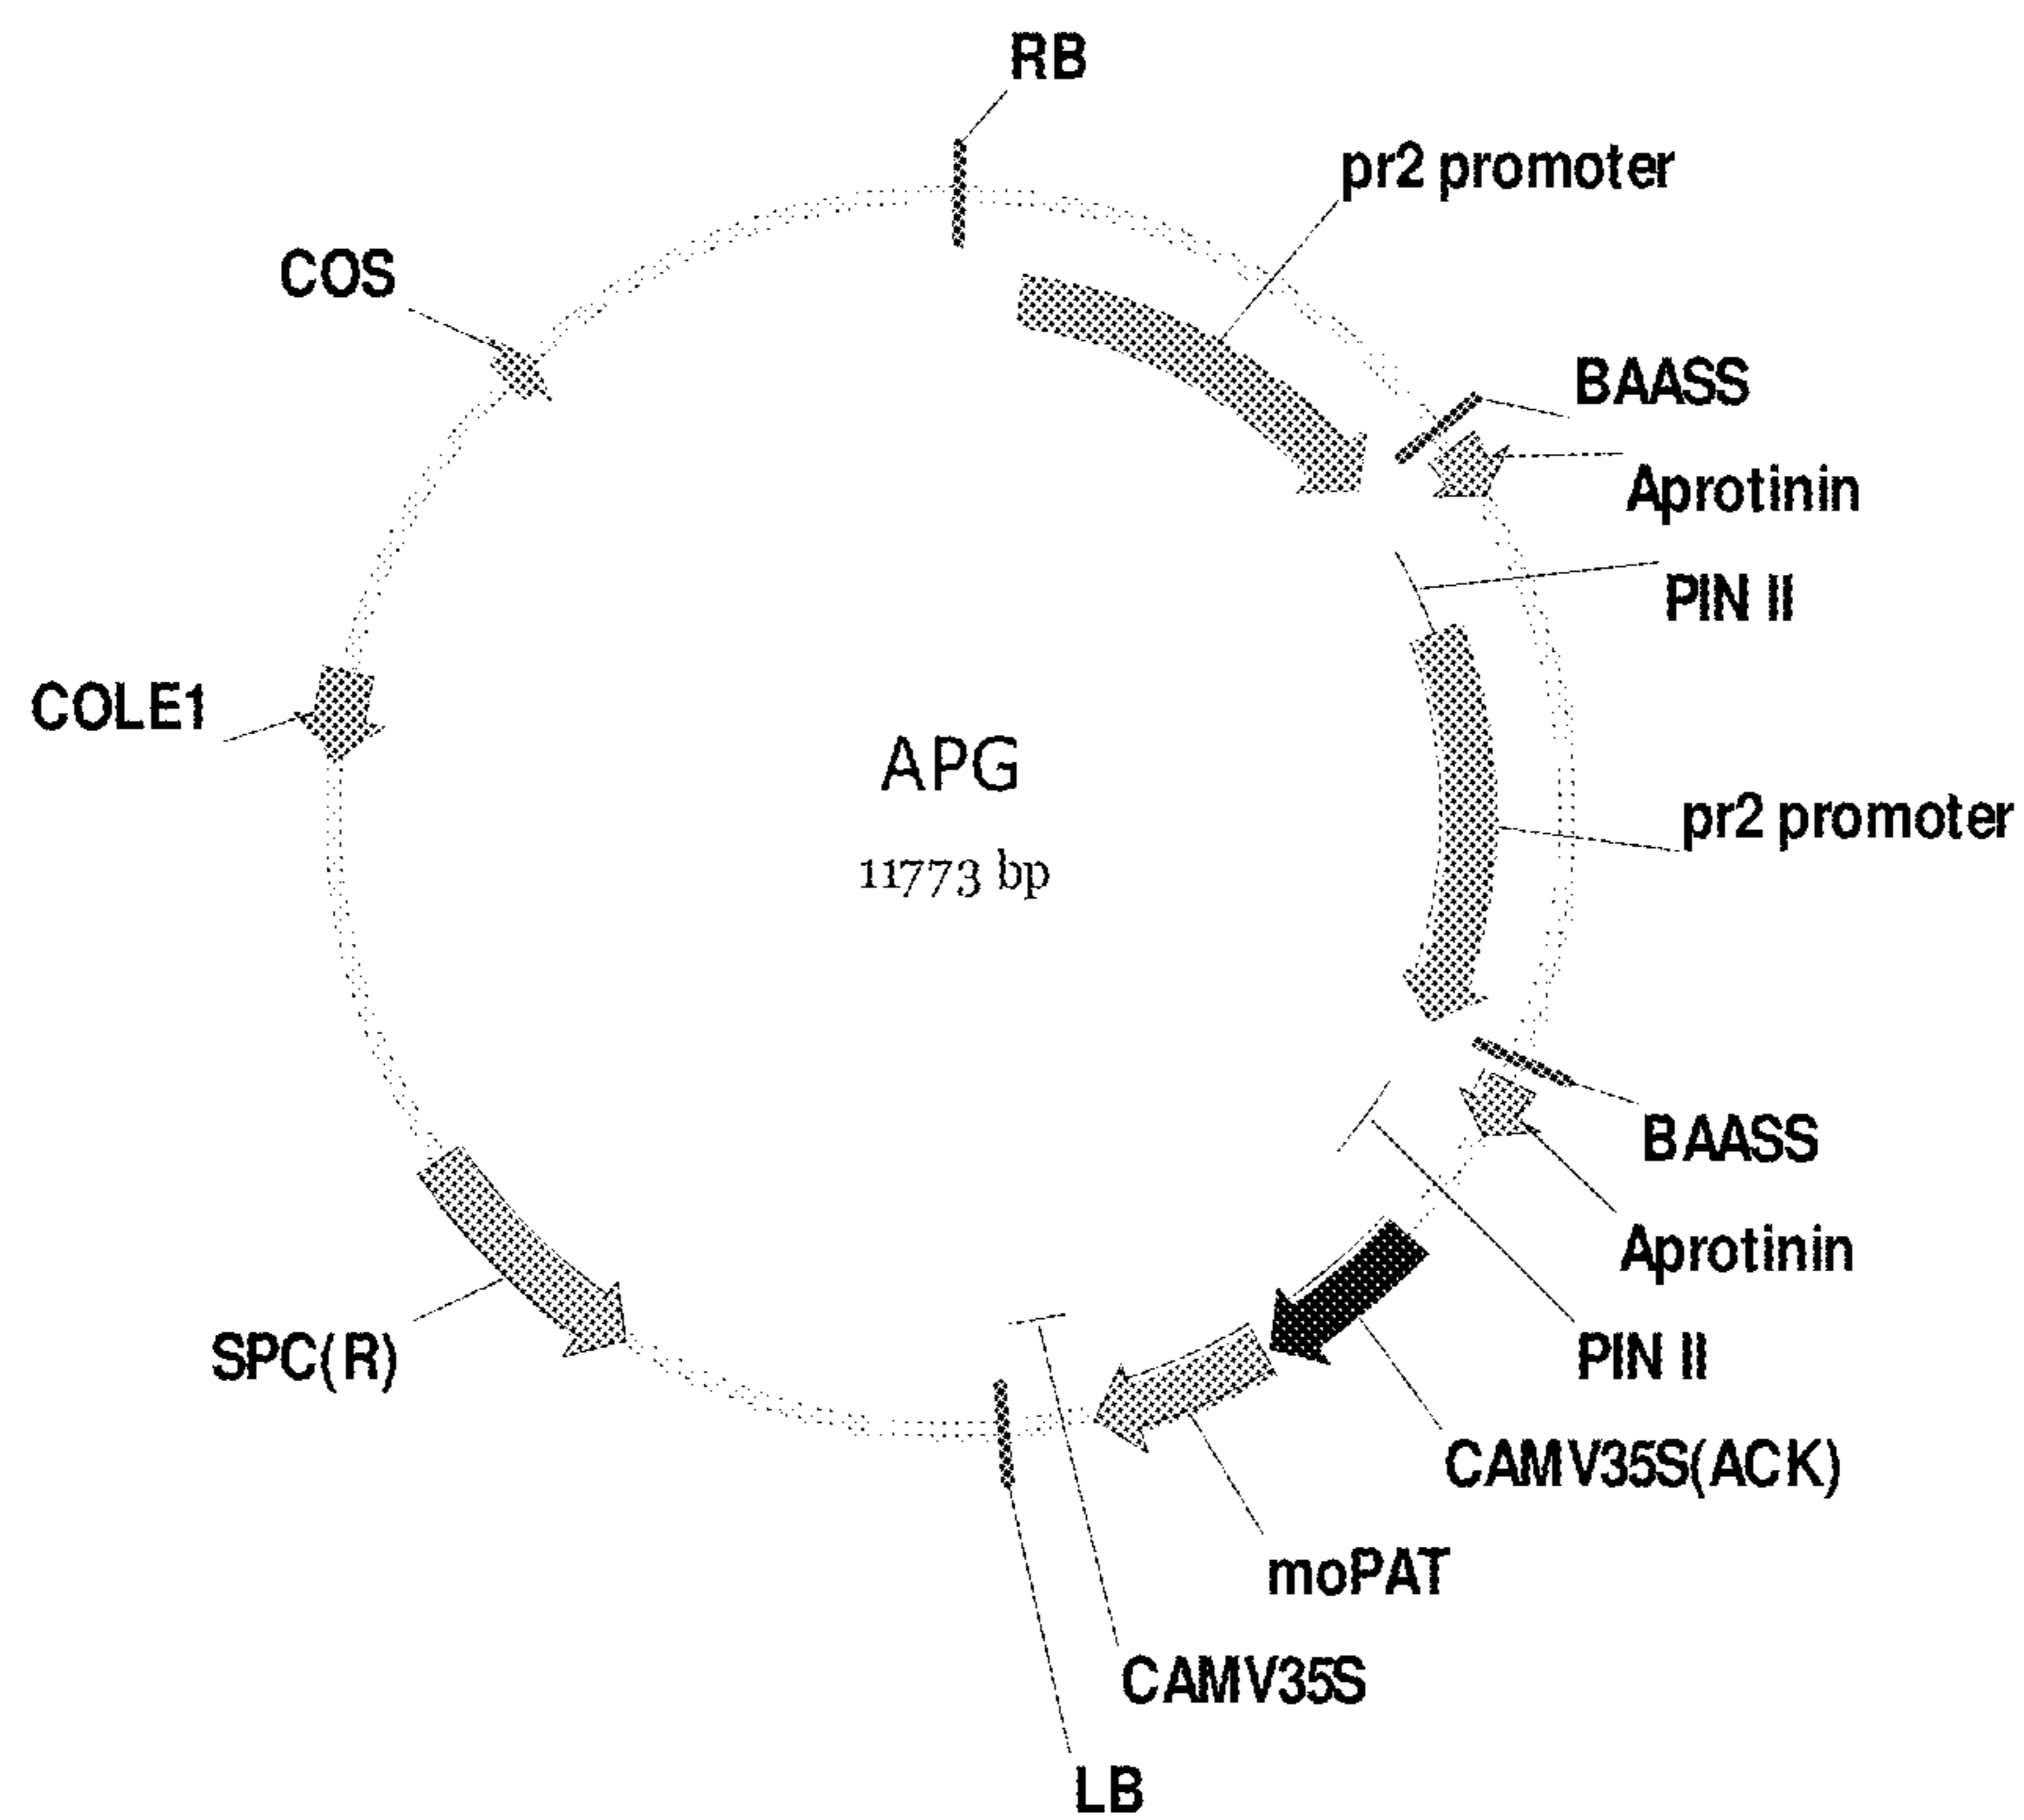 RB
pr2 promoter
COS
BAASS
Aprotinin
PIN II
COLE1
APG
pr2 promoter
11773 bp
BAASS
Aprotinin
SPC(R)
PIN II
CAMV35S(ACK)
moPAT
CAMV35S
LB